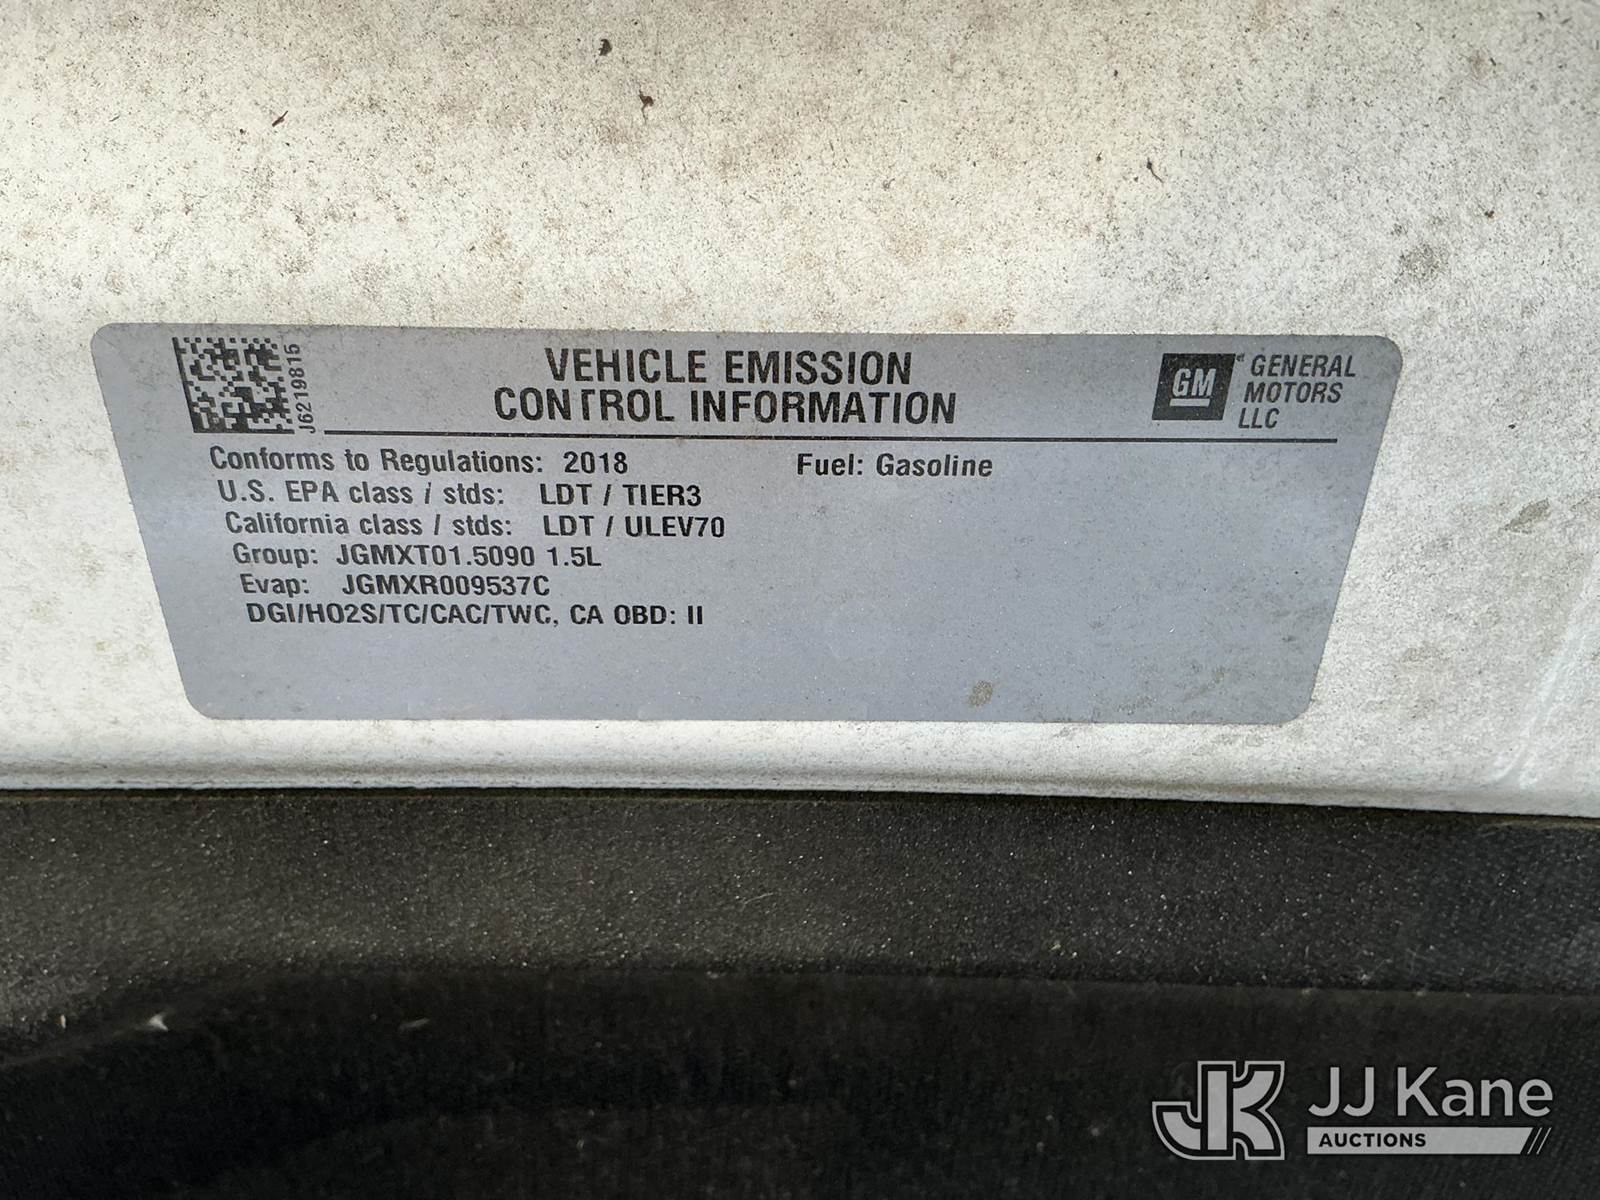 J6219815
VEHICLE EMISSION
CONTROL INFORMATION
GM
GENERAL
MOTORS
LLC
Conforms to Regulations: 2018 Fuel: Gasoline
U.S. EPA class / stds: LDT / TIER3
California class / stds: LDT / ULEV70
Group: JGMXT01.5090 1.5L
Evap: JGMXR009537C
DGI/HO2S/TC/CAC/TWC, CA OBD: II
JK JJ Kane
AUCTIONS